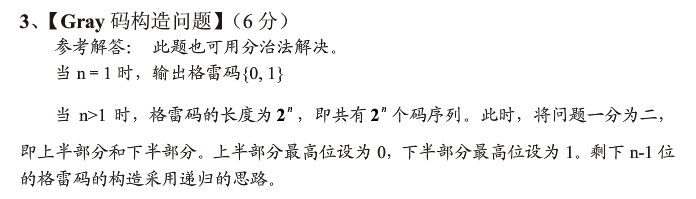 3、【Gray 码构造问题】（6 分）
参考解答： 此题也可用分治法解决。
当 n = 1 时，输出格雷码{0, 1}
当 n>1 时，格雷码的长度为 2ⁿ，即共有 2ⁿ 个码序列。此时，将问题一分为二，
即上半部分和下半部分。上半部分最高位设为 0，下半部分最高位设为 1。剩下 n-1 位
的格雷码的构造采用递归的思路。